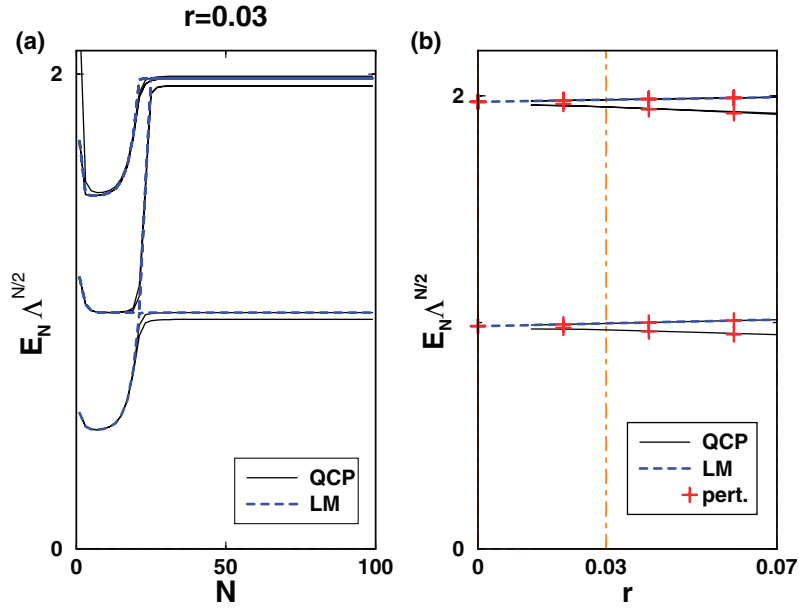 r=0.03
(a)
2
E_N Λ^{N/2}
0
0
50
100
N
QCP
LM
(b)
2
E_N Λ^{N/2}
0
0
0.03
0.07
r
QCP
LM
pert.